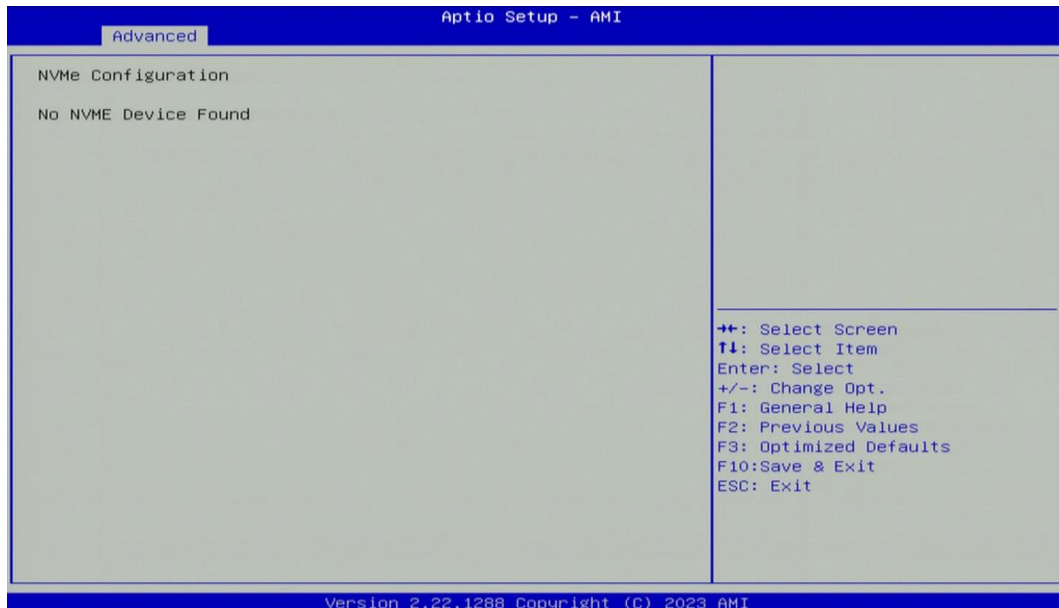 Aptio Setup - AMI
Advanced
NVMe Configuration
No NVME Device Found
→←: Select Screen
↑↓: Select Item
Enter: Select
+/-: Change Opt.
F1: General Help
F2: Previous Values
F3: Optimized Defaults
F10:Save & Exit
ESC: Exit
Version 2.22.1288 Copyright (C) 2023 AMI